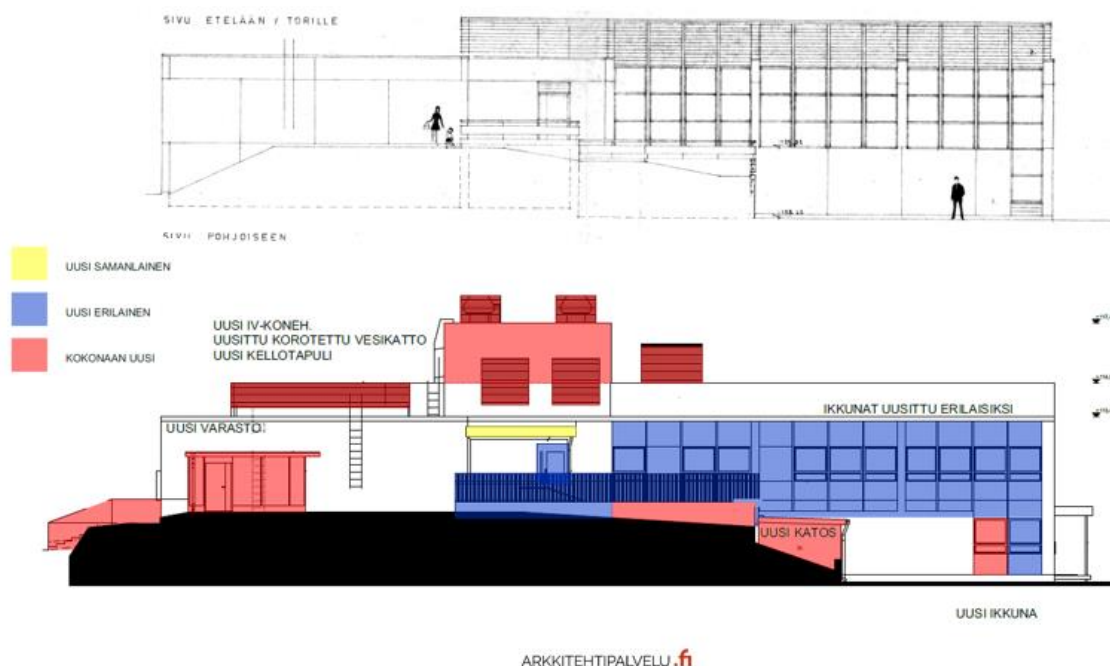 SIVU ETELÄÄN / TORILLE
SIVU POHJOISEEN
UUSI SAMANLAINEN
UUSI ERILAINEN
KOKONAAN UUSI
UUSI IV-KONEH.
UUSITTU KOROTETTU VESIKATTO
UUSI KELLOTAPULI
IKKUNAT UUSITTU ERILAISIKSI
UUSI VARASTO
UUSI KATOS
UUSI IKKUNA
ARKKITEHTIPALVELU.fi